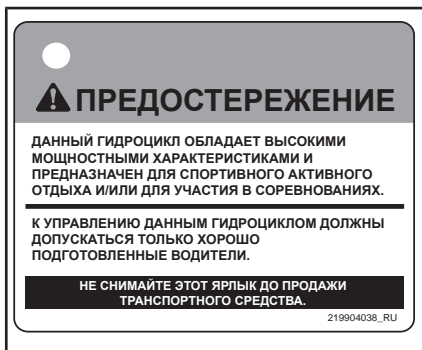 ПРЕДОСТЕРЕЖЕНИЕ
ДАННЫЙ ГИДРОЦИКЛ ОБЛАДАЕТ ВЫСОКИМИ
МОЩНОСТНЫМИ ХАРАКТЕРИСТИКАМИ И
ПРЕДНАЗНАЧЕН ДЛЯ СПОРТИВНОГО АКТИВНОГО
ОТДЫХА И/ИЛИ ДЛЯ УЧАСТИЯ В СОРЕВНОВАНИЯХ.
К УПРАВЛЕНИЮ ДАННЫМ ГИДРОЦИКЛОМ ДОЛЖНЫ
ДОПУСКАТЬСЯ ТОЛЬКО ХОРОШО
ПОДГОТОВЛЕННЫЕ ВОДИТЕЛИ.
НЕ СНИМАЙТЕ ЭТОТ ЯРЛЫК ДО ПРОДАЖИ
ТРАНСПОРТНОГО СРЕДСТВА.
219904038_RU